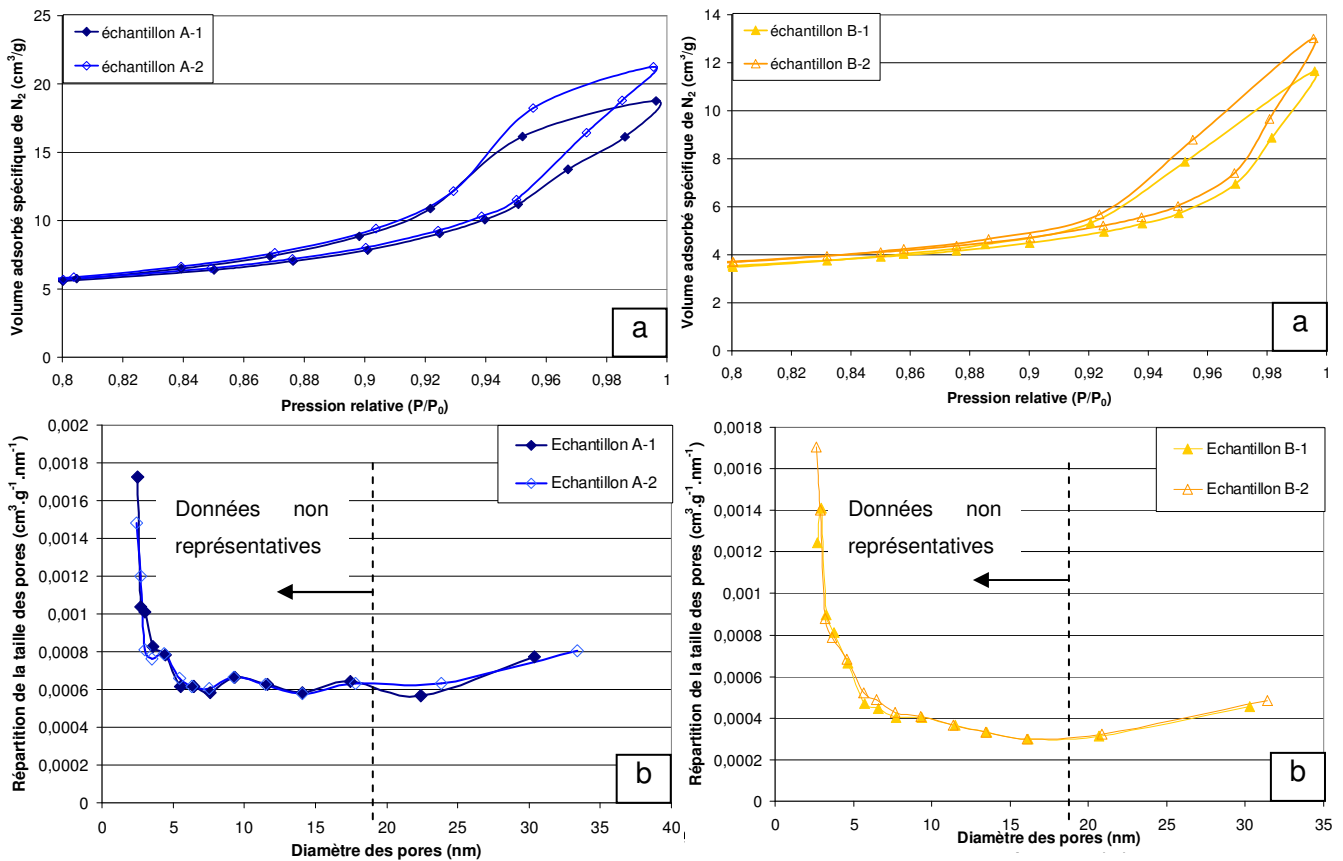 Volume adsorbé spécifique de N2 (cm³/g)
25
20
15
10
5
0
échantillon A-1
échantillon A-2
a
0,8 0,82 0,84 0,86 0,88 0,9 0,92 0,94 0,96 0,98 1
Pression relative (P/P0)
Volume adsorbé spécifique de N2 (cm³/g)
14
12
10
8
6
4
2
0
échantillon B-1
échantillon B-2
a
0,8 0,82 0,84 0,86 0,88 0,9 0,92 0,94 0,96 0,98 1
Pression relative (P/P0)
Répartition de la taille des pores (cm³.g⁻¹.nm⁻¹)
0,002
0,0018
0,0016
0,0014
0,0012
0,001
0,0008
0,0006
0,0004
0,0002
0
Echantillon A-1
Echantillon A-2
Données non
représentatives
b
0 5 10 15 20 25 30 35 40
Diamètre des pores (nm)
Répartition de la taille des pores (cm³.g⁻¹.nm⁻¹)
0,0018
0,0016
0,0014
0,0012
0,001
0,0008
0,0006
0,0004
0,0002
0
Echantillon B-1
Echantillon B-2
Données non
représentatives
b
0 5 10 15 20 25 30 35
Diamètre des pores (nm)